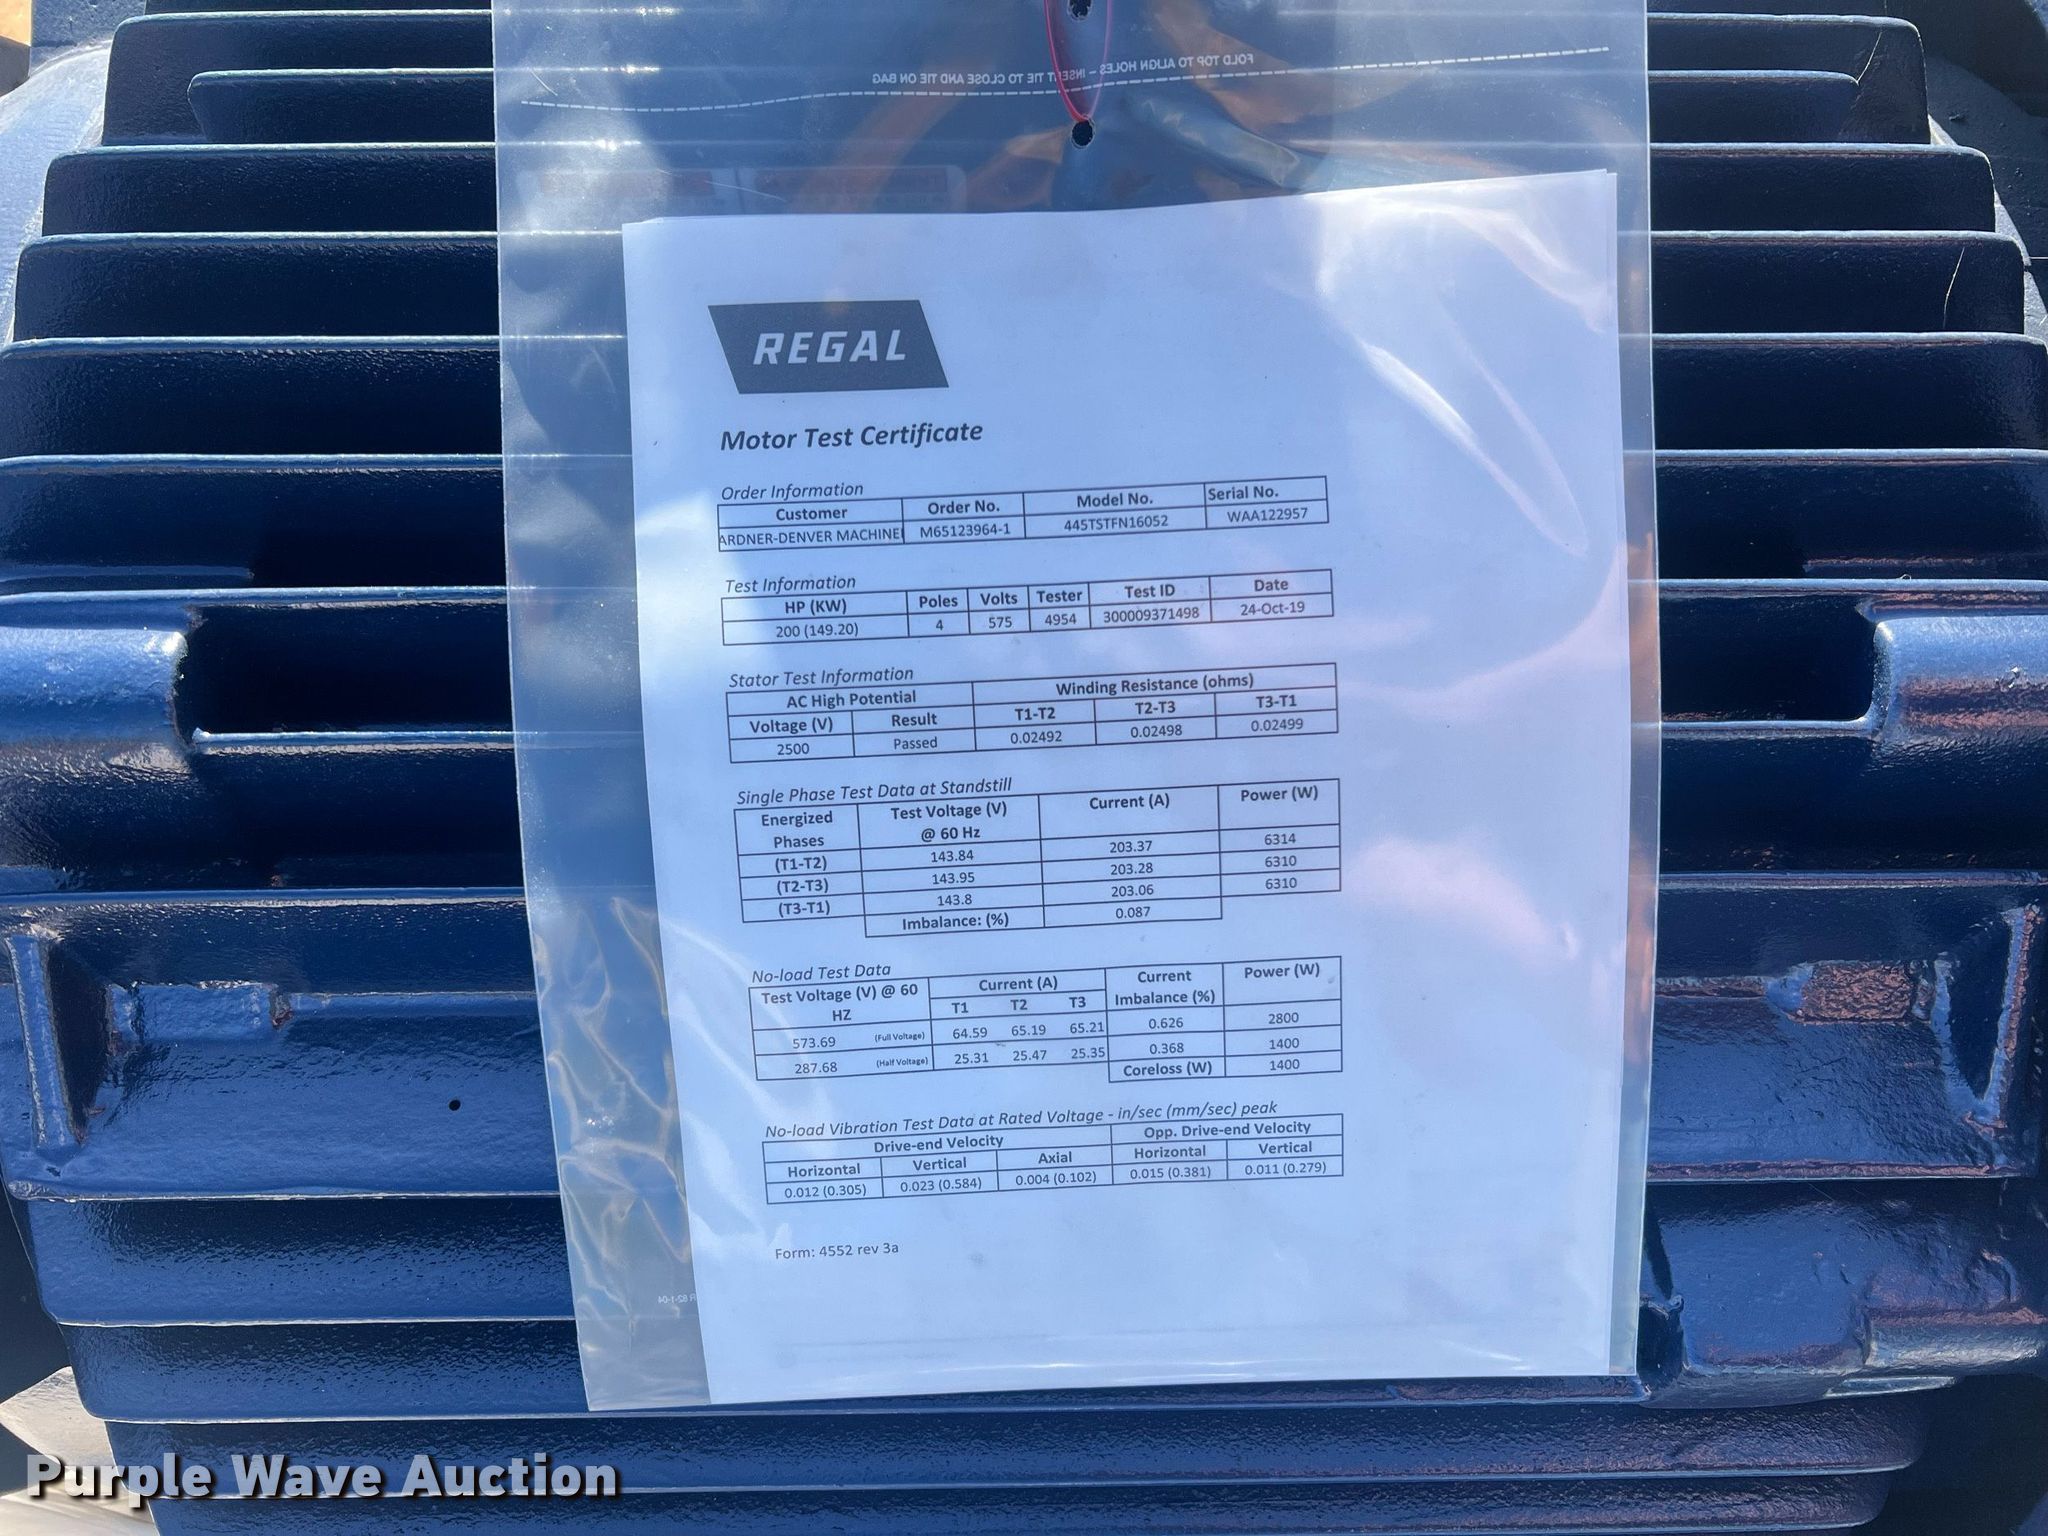 FOLD TOP TO ALIGN HOLES - INSERT TIE TO CLOSE AND TIE ON BAG
REGAL
Motor Test Certificate
Order Information
Customer Order No. Model No. Serial No.
ARDNER-DENVER MACHINE M65123964-1 445TSTFN16052 WAA122957
Test Information
HP (KW) Poles Volts Tester Test ID Date
200 (149.20) 4 575 4954 300009371498 24-Oct-19
Stator Test Information
AC High Potential Winding Resistance (ohms)
Voltage (V) Result T1-T2 T2-T3 T3-T1
2500 Passed 0.02492 0.02498 0.02499
Single Phase Test Data at Standstill
Energized Phases Test Voltage (V) @ 60 Hz Current (A) Power (W)
(T1-T2) 143.84 203.37 6314
(T2-T3) 143.95 203.28 6310
(T3-T1) 143.8 203.06 6310
Imbalance: (%) 0.087
No-load Test Data
Test Voltage (V) @ 60 HZ Current (A) Current Imbalance (%) Power (W)
T1 T2 T3
573.69 (Full Voltage) 64.59 65.19 65.21 0.626 2800
287.68 (Half Voltage) 25.31 25.47 25.35 0.368 1400
Coreloss (W) 1400
No-load Vibration Test Data at Rated Voltage - in/sec (mm/sec) peak
Drive-end Velocity Opp. Drive-end Velocity
Horizontal Vertical Axial Horizontal Vertical
0.012 (0.305) 0.023 (0.584) 0.004 (0.102) 0.015 (0.381) 0.011 (0.279)
Form: 4552 rev 3a
R 82-1-04
Purple Wave Auction